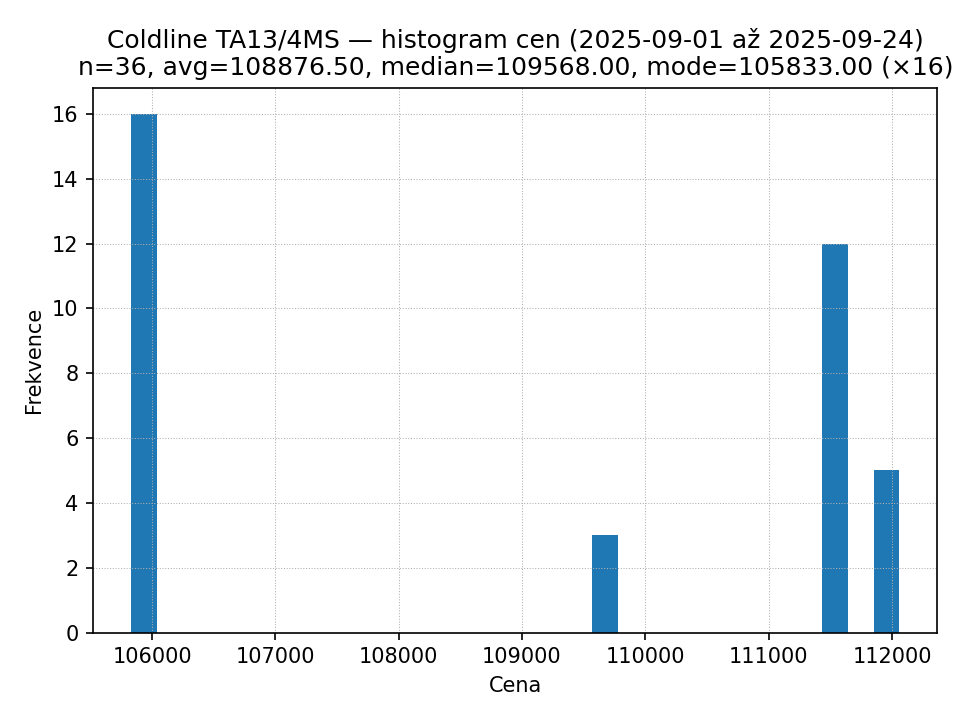 Coldline TA13/4MS — histogram cen (2025-09-01 až 2025-09-24)
n=36, avg=108876.50, median=109568.00, mode=105833.00 (×16)
16
14
12
10
8
6
4
2
0
Frekvence
106000 107000 108000 109000 110000 111000 112000
Cena